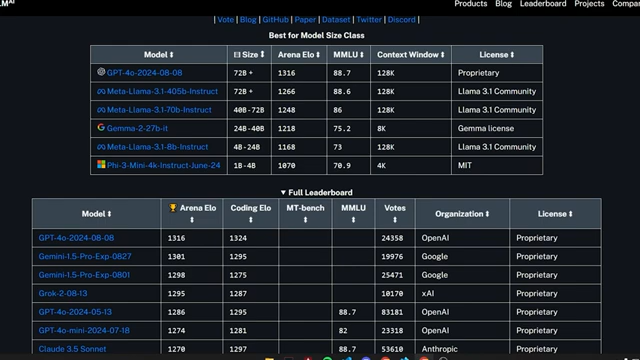 LMAI Products Blog Leaderboard Projects Compan
| Vote | Blog | GitHub | Paper | Dataset | Twitter | Discord |
Best for Model Size Class
Model Size Arena Elo MMLU Context Window License
GPT-4o-2024-08-08 72B + 1316 88.7 128K Proprietary
Meta-Llama-3.1-405b-Instruct 72B + 1266 88.6 128K Llama 3.1 Community
Meta-Llama-3.1-70b-Instruct 40B-72B 1248 86 128K Llama 3.1 Community
Gemma-2-27b-it 24B-40B 1218 75.2 8K Gemma license
Meta-Llama-3.1-8b-Instruct 4B-24B 1168 73 128K Llama 3.1 Community
Phi-3-Mini-4k-Instruct-June-24 1B-4B 1070 70.9 4K MIT
▼ Full Leaderboard
Model Arena Elo Coding Elo MT-bench MMLU Votes Organization License
GPT-4o-2024-08-08 1316 1324 24358 OpenAI Proprietary
Gemini-1.5-Pro-Exp-0827 1301 1295 19976 Google Proprietary
Gemini-1.5-Pro-Exp-0801 1298 1275 25471 Google Proprietary
Grok-2-08-13 1295 1287 10170 xAI Proprietary
GPT-4o-2024-05-13 1286 1295 88.7 83181 OpenAI Proprietary
GPT-4o-mini-2024-07-18 1274 1281 82 23318 OpenAI Proprietary
Claude 3.5 Sonnet 1270 1297 88.7 53610 Anthropic Proprietary